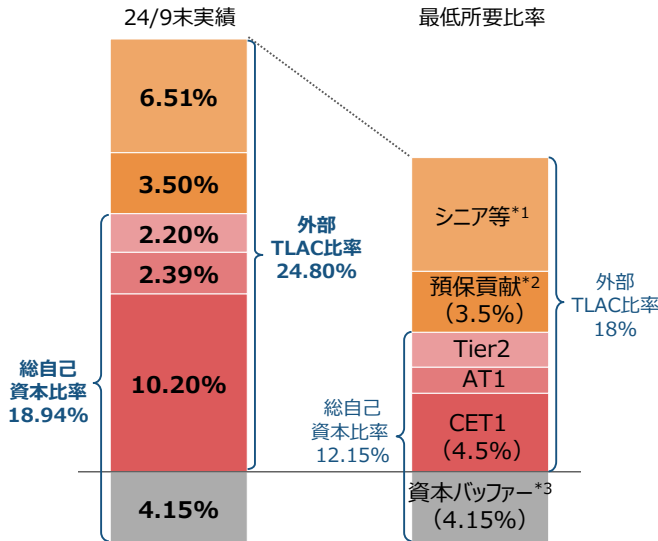 24/9末実績
6.51%
3.50%
2.20%
2.39%
10.20%
4.15%
外部
TLAC比率
24.80%
総自己
資本比率
18.94%
最低所要比率
シニア等*1
預保貢献*2
（3.5%）
Tier2
AT1
CET1
（4.5%）
資本バッファー*3
（4.15%）
外部
TLAC比率
18%
総自己
資本比率
12.15%